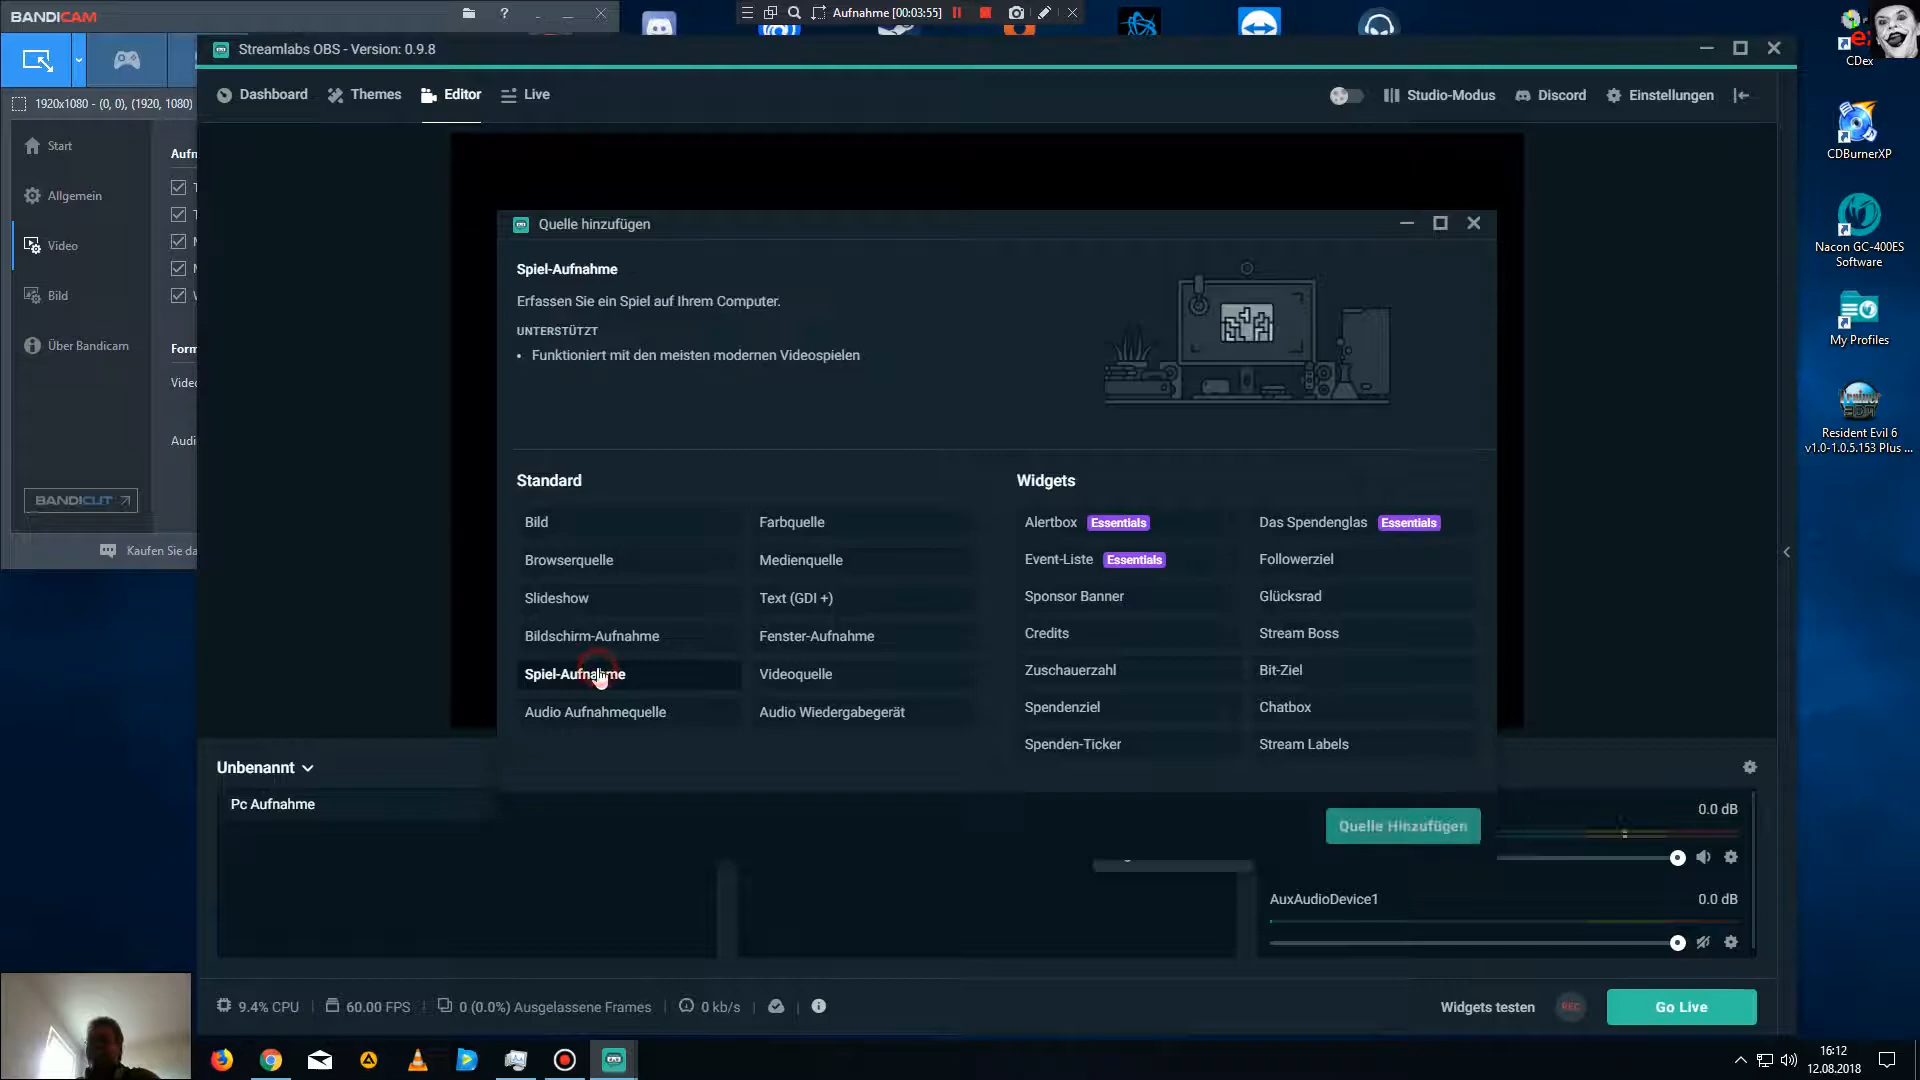 BANDICAM
?
Aufnahme [00:03:55]
1920x1080 - (0, 0), (1920, 1080)
Start
Allgemein
Video
Bild
Über Bandicam
BANDICUT
Kaufen Sie da
Aufn
Form
Video
Audi
Streamlabs OBS - Version: 0.9.8
Dashboard
Themes
Editor
Live
Studio-Modus
Discord
Einstellungen
Quelle hinzufügen
Spiel-Aufnahme
Erfassen Sie ein Spiel auf Ihrem Computer.
UNTERSTÜTZT
• Funktioniert mit den meisten modernen Videospielen
Standard
Bild
Farbquelle
Browserquelle
Medienquelle
Slideshow
Text (GDI +)
Bildschirm-Aufnahme
Fenster-Aufnahme
Spiel-Aufnahme
Videoquelle
Audio Aufnahmequelle
Audio Wiedergabegerät
Widgets
Alertbox Essentials
Das Spendenglas Essentials
Event-Liste Essentials
Followerziel
Sponsor Banner
Glücksrad
Credits
Stream Boss
Zuschauerzahl
Bit-Ziel
Spendenziel
Chatbox
Spenden-Ticker
Stream Labels
Quelle Hinzufügen
Unbenannt
Pc Aufnahme
0.0 dB
AuxAudioDevice1
0.0 dB
9.4% CPU
60.00 FPS
0 (0.0%) Ausgelassene Frames
0 kb/s
Widgets testen
REC
Go Live
CDex
CDBurnerXP
Nacon GC-400ES
Software
My Profiles
Resident Evil 6
v1.0-1.0.5.153 Plus ...
16:12
12.08.2018